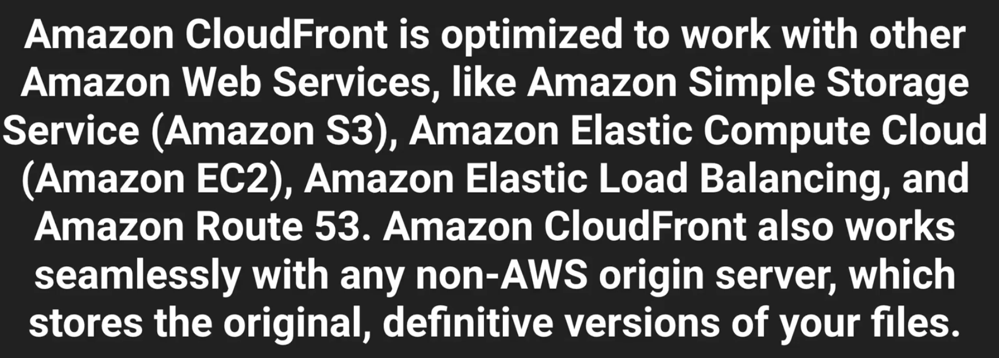 Amazon CloudFront is optimized to work with other
Amazon Web Services, like Amazon Simple Storage
Service (Amazon S3), Amazon Elastic Compute Cloud
(Amazon EC2), Amazon Elastic Load Balancing, and
Amazon Route 53. Amazon CloudFront also works
seamlessly with any non-AWS origin server, which
stores the original, definitive versions of your files.